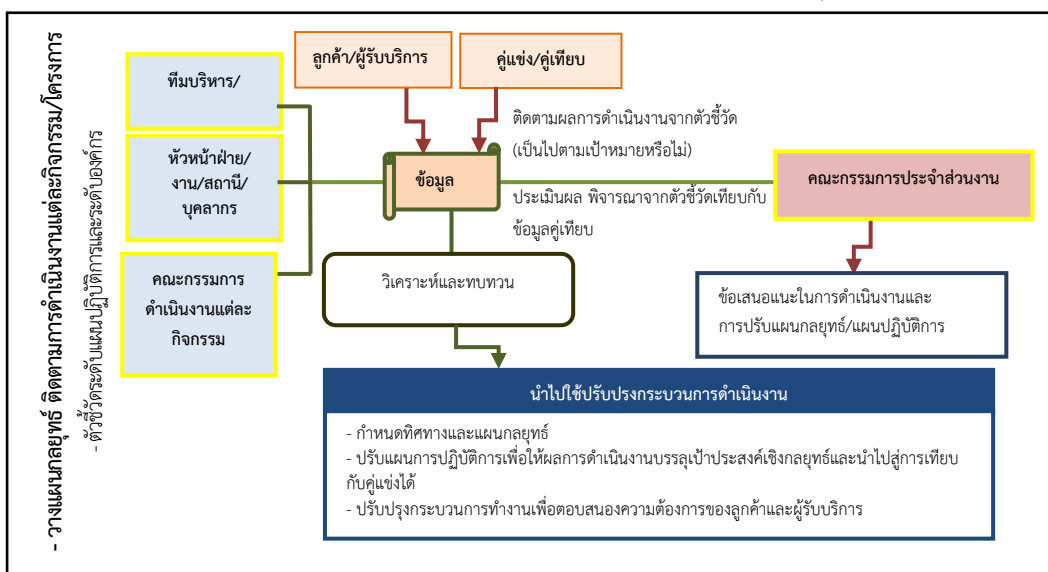 - วางแผนกลยุทธ์ ติดตามการดำเนินงานแต่ละกิจกรรม/โครงการ
- ตัวชี้วัดระดับแผนปฏิบัติการและระดับองค์กร
ทีมบริหาร/
หัวหน้าฝ่าย/
งาน/สถานี/
บุคลากร
คณะกรรมการ
ดำเนินงานแต่ละ
กิจกรรม
ลูกค้า/ผู้รับบริการ
คู่แข่ง/คู่เทียบ
ข้อมูล
ติดตามผลการดำเนินงานจากตัวชี้วัด
(เป็นไปตามเป้าหมายหรือไม่)
ประเมินผล พิจารณาจากตัวชี้วัดเทียบกับ
ข้อมูลคู่เทียบ
คณะกรรมการประจำส่วนงาน
วิเคราะห์และทบทวน
ข้อเสนอแนะในการดำเนินงานและ
การปรับแผนกลยุทธ์/แผนปฏิบัติการ
นำไปใช้ปรับปรุงกระบวนการดำเนินงาน
- กำหนดทิศทางและแผนกลยุทธ์
- ปรับแผนการปฏิบัติการเพื่อให้ผลการดำเนินงานบรรลุเป้าประสงค์เชิงกลยุทธ์และนำไปสู่การเทียบ
กับคู่แข่งได้
- ปรับปรุงกระบวนการทำงานเพื่อตอบสนองความต้องการของลูกค้าและผู้รับบริการ